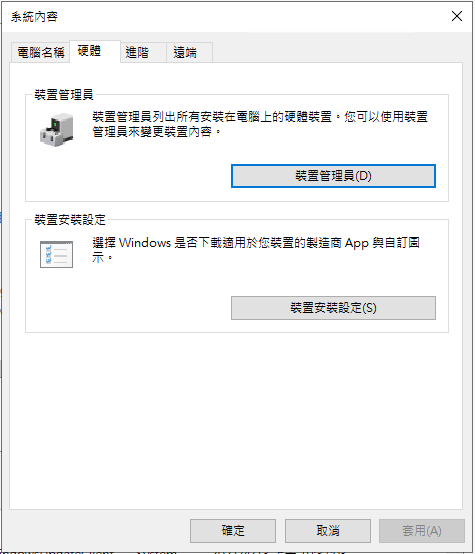 系統內容
電腦名稱 硬體 進階 遠端
裝置管理員
裝置管理員列出所有安裝在電腦上的硬體裝置。您可以使用裝置
管理員來變更裝置內容。
裝置管理員(D)
裝置安裝設定
選擇 Windows 是否下載適用於您裝置的製造商 App 與自訂圖
示。
裝置安裝設定(S)
確定 取消 套用(A)